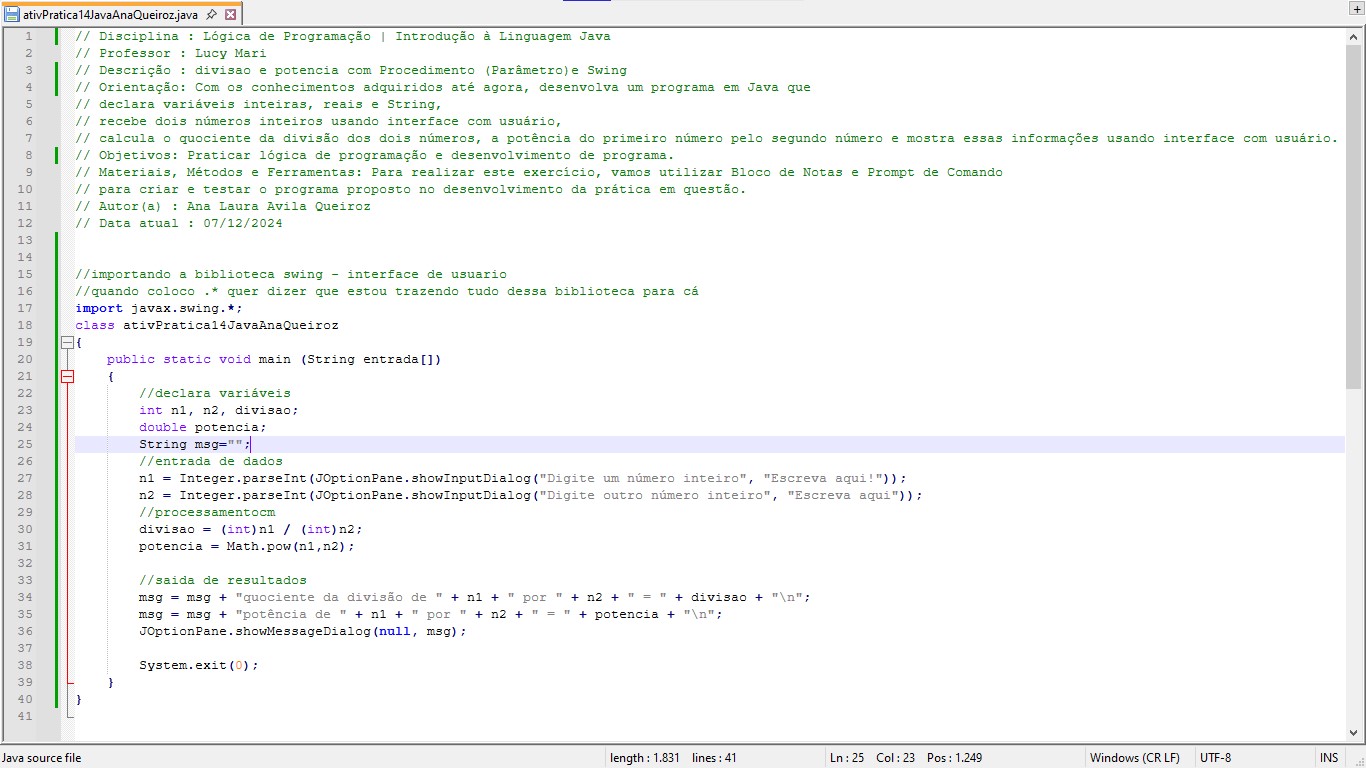 ativPratica14JavaAnaQueiroz.java
1 // Disciplina : Lógica de Programação | Introdução à Linguagem Java
2 // Professor : Lucy Mari
3 // Descrição : divisao e potencia com Procedimento (Parâmetro)e Swing
4 // Orientação: Com os conhecimentos adquiridos até agora, desenvolva um programa em Java que
5 // declara variáveis inteiras, reais e String,
6 // recebe dois números inteiros usando interface com usuário,
7 // calcula o quociente da divisão dos dois números, a potência do primeiro número pelo segundo número e mostra essas informações usando interface com usuário.
8 // Objetivos: Praticar lógica de programação e desenvolvimento de programa.
9 // Materiais, Métodos e Ferramentas: Para realizar este exercício, vamos utilizar Bloco de Notas e Prompt de Comando
10 // para criar e testar o programa proposto no desenvolvimento da prática em questão.
11 // Autor(a) : Ana Laura Avila Queiroz
12 // Data atual : 07/12/2024
13
14
15 //importando a biblioteca swing - interface de usuario
16 //quando coloco .* quer dizer que estou trazendo tudo dessa biblioteca para cá
17 import javax.swing.*;
18 class ativPratica14JavaAnaQueiroz
19 {
20 public static void main (String entrada[])
21 {
22 //declara variáveis
23 int n1, n2, divisao;
24 double potencia;
25 String msg="";
26 //entrada de dados
27 n1 = Integer.parseInt(JOptionPane.showInputDialog("Digite um número inteiro", "Escreva aqui!"));
28 n2 = Integer.parseInt(JOptionPane.showInputDialog("Digite outro número inteiro", "Escreva aqui"));
29 //processamentocm
30 divisao = (int)n1 / (int)n2;
31 potencia = Math.pow(n1,n2);
32
33 //saida de resultados
34 msg = msg + "quociente da divisão de " + n1 + " por " + n2 + " = " + divisao + "\n";
35 msg = msg + "potência de " + n1 + " por " + n2 + " = " + potencia + "\n";
36 JOptionPane.showMessageDialog(null, msg);
37
38 System.exit(0);
39 }
40 }
41
Java source file length : 1.831 lines : 41 Ln : 25 Col : 23 Pos : 1.249 Windows (CR LF) UTF-8 INS